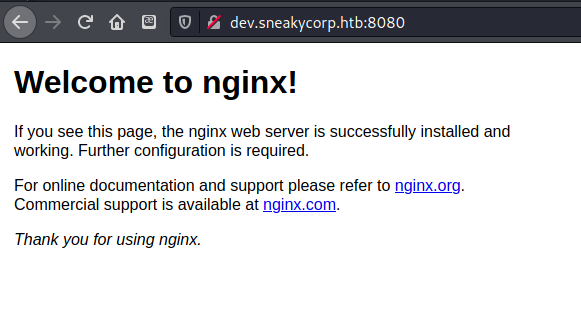 dev.sneakycorp.htb:8080
Welcome to nginx!
If you see this page, the nginx web server is successfully installed and
working. Further configuration is required.
For online documentation and support please refer to nginx.org.
Commercial support is available at nginx.com.
Thank you for using nginx.